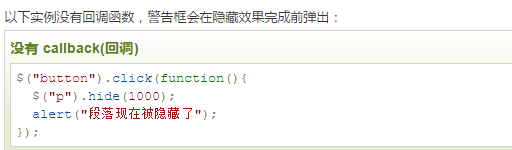 以下实例没有回调函数，警告框会在隐藏效果完成前弹出：
没有 callback(回调)
$("button").click(function(){
  $("p").hide(1000);
  alert("段落现在被隐藏了");
});